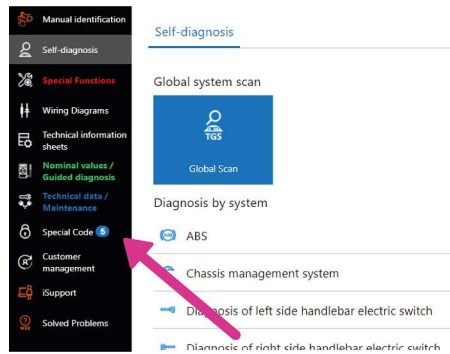 Manual identification
Self-diagnosis
Special Functions
Wiring Diagrams
Technical information
sheets
Nominal values /
Guided diagnosis
Technical data /
Maintenance
Special Code 5
Customer
management
iSupport
WEB
Solved Problems
Self-diagnosis
Global system scan
TGS
Global Scan
Diagnosis by system
ABS
ABS
Chassis management system
Diagnosis of left side handlebar electric switch
Diagnosis of right side handlebar electric switch